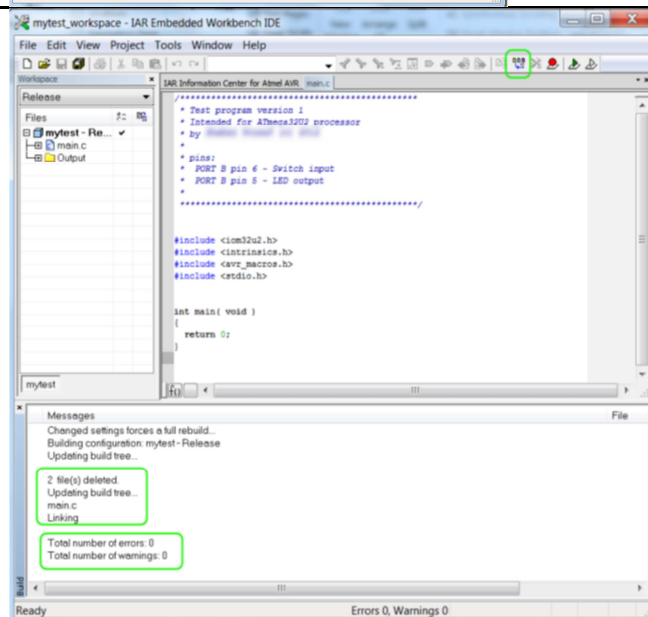 mytest_workspace - IAR Embedded Workbench IDE
File Edit View Project Tools Window Help
Workspace
IAR Information Center for Atmel AVR main.c
Release
Files
mytest - Re...
main.c
Output
/***********************************************
* Test program version 1
* Intended for ATmega32U2 processor
* by
*
* pins:
* PORT B pin 6 - Switch input
* PORT B pin 5 - LED output
*
***********************************************/
#include <iom32u2.h>
#include <intrinsics.h>
#include <avr_macros.h>
#include <stdio.h>
int main( void )
{
return 0;
}
mytest
f()
Messages File
Changed settings forces a full rebuild...
Building configuration: mytest - Release
Updating build tree...
2 file(s) deleted.
Updating build tree...
main.c
Linking
Total number of errors: 0
Total number of warnings: 0
Build
Ready Errors 0, Warnings 0